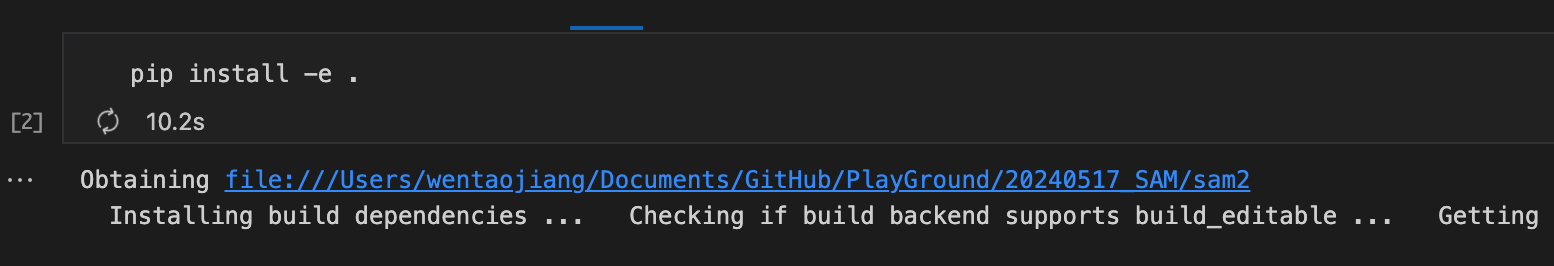 pip install -e .
[2] 10.2s
... Obtaining file:///Users/wentaojiang/Documents/GitHub/PlayGround/20240517_SAM/sam2
Installing build dependencies ... Checking if build backend supports build_editable ... Getting